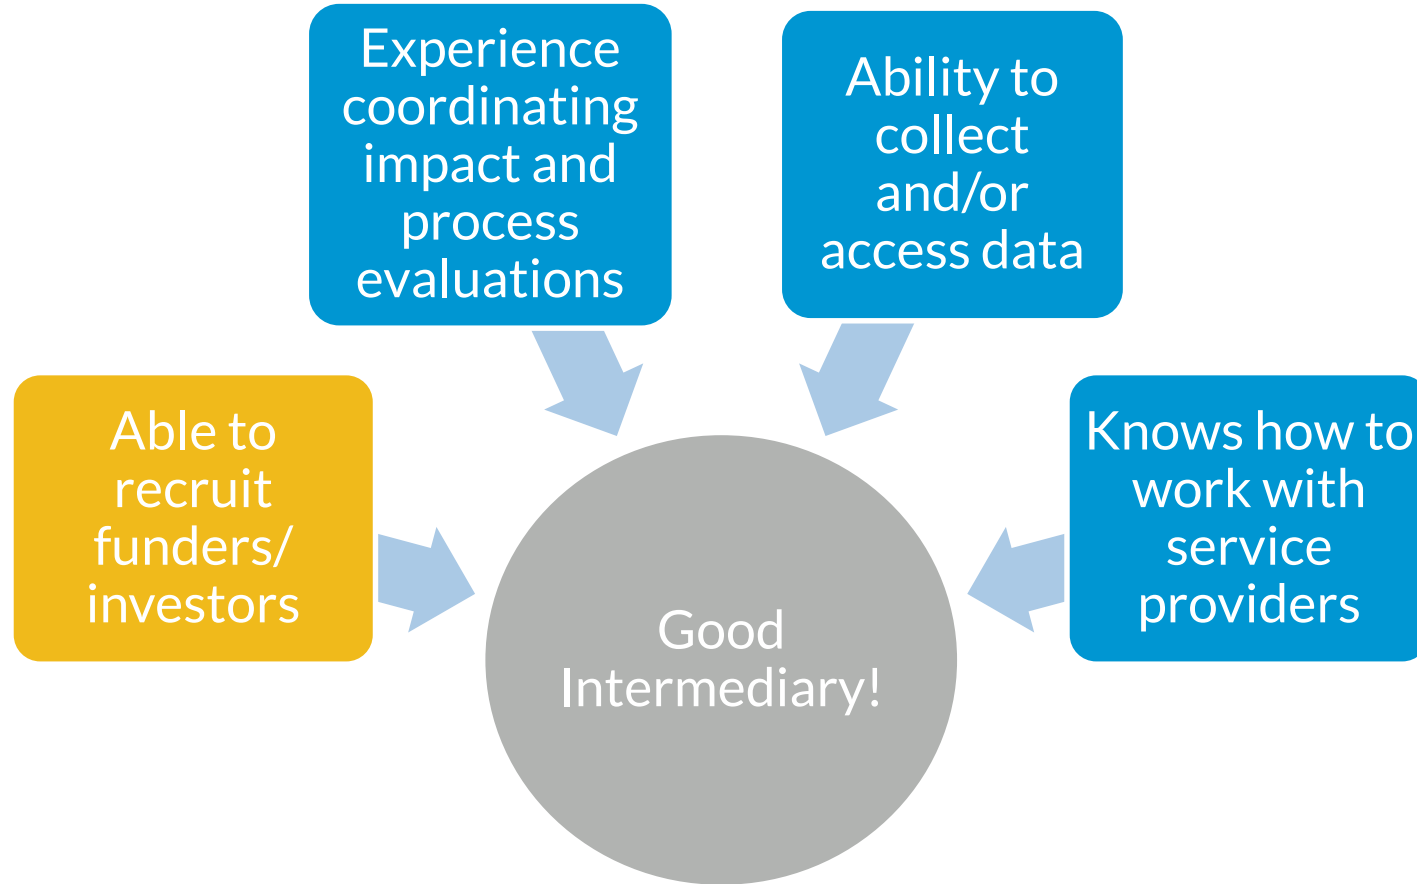 Experience
coordinating
impact and
process
evaluations
Ability to
collect
and/or
access data
Able to
recruit
funders/
investors
Knows how to
work with
service
providers
Good
Intermediary!